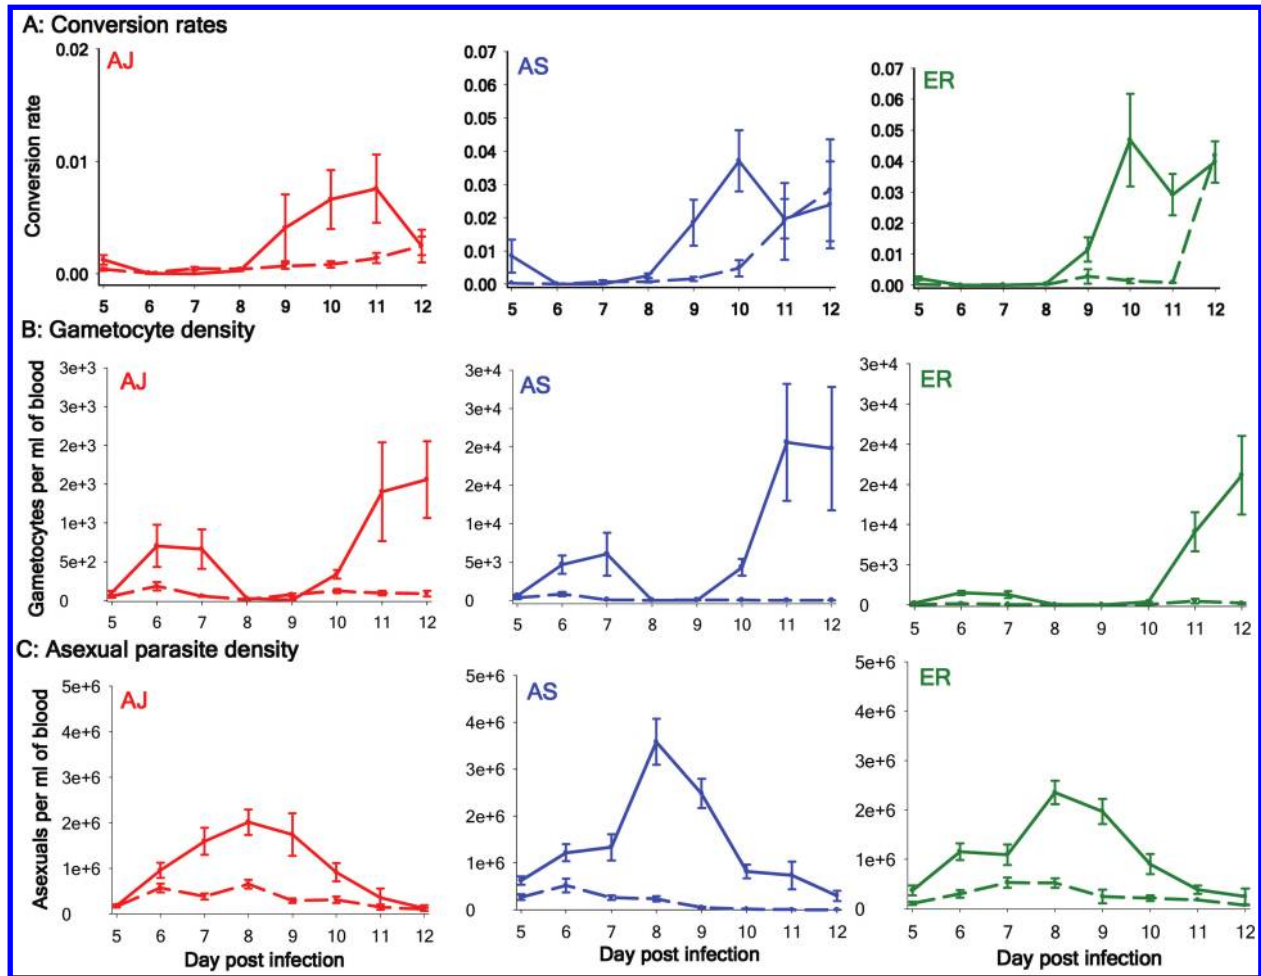 A: Conversion rates
AJ
AS
ER
Conversion rate
0.02
0.01
0.00
5 6 7 8 9 10 11 12
0.07
0.06
0.05
0.04
0.03
0.02
0.01
0.00
5 6 7 8 9 10 11 12
0.07
0.06
0.05
0.04
0.03
0.02
0.01
0.00
5 6 7 8 9 10 11 12
B: Gametocyte density
AJ
AS
ER
Gametocytes per ml of blood
3e+3
3e+3
2e+3
2e+3
1e+3
5e+2
0
5 6 7 8 9 10 11 12
3e+4
3e+4
2e+4
2e+4
1e+4
5e+3
0
5 6 7 8 9 10 11 12
3e+4
3e+4
2e+4
2e+4
1e+4
5e+3
0
5 6 7 8 9 10 11 12
C: Asexual parasite density
AJ
AS
ER
Asexuals per ml of blood
5e+6
4e+6
3e+6
2e+6
1e+6
0
5 6 7 8 9 10 11 12
Day post infection
5e+6
4e+6
3e+6
2e+6
1e+6
0
5 6 7 8 9 10 11 12
Day post infection
5e+6
4e+6
3e+6
2e+6
1e+6
0
5 6 7 8 9 10 11 12
Day post infection